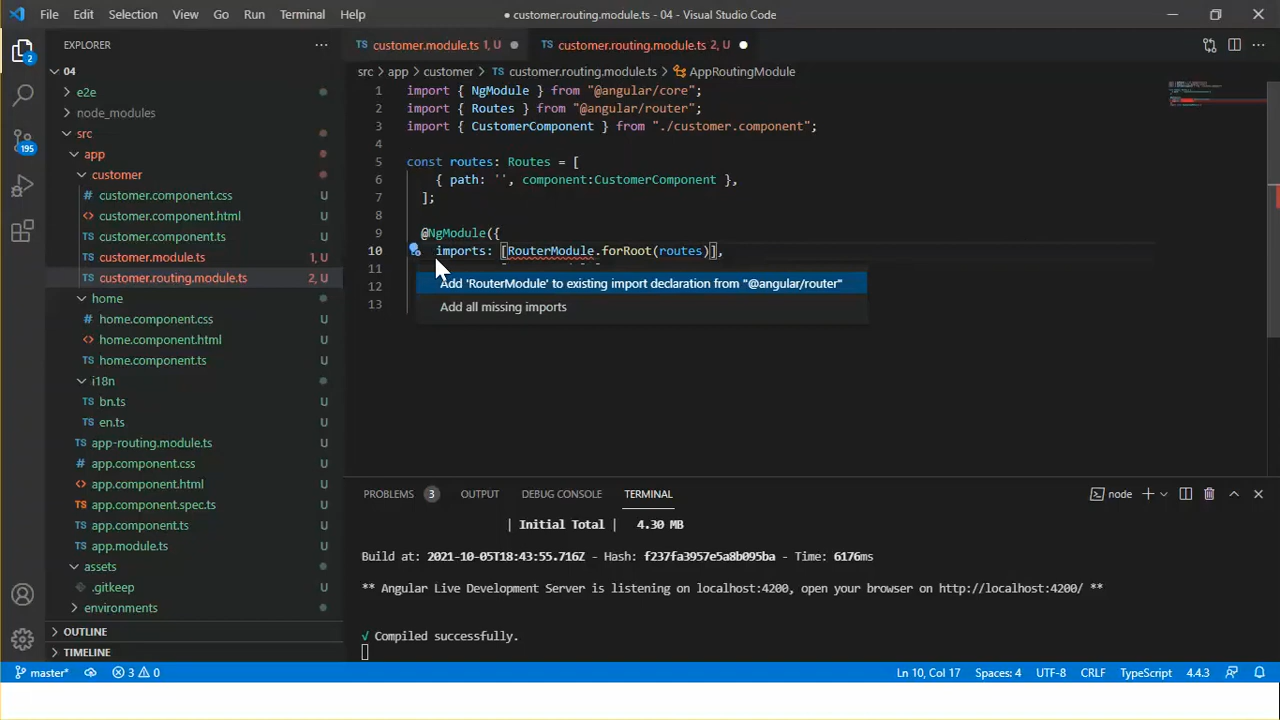 File Edit Selection View Go Run Terminal Help
● customer.routing.module.ts - 04 - Visual Studio Code
EXPLORER
2
195
04
e2e
node_modules
src
app
customer
# customer.component.css
<> customer.component.html
TS customer.component.ts U
TS customer.module.ts 1, U
TS customer.routing.module.ts 2, U
home
# home.component.css U
<> home.component.html U
TS home.component.ts U
i18n
TS bn.ts U
TS en.ts U
TS app-routing.module.ts U
# app.component.css U
<> app.component.html U
TS app.component.spec.ts U
TS app.component.ts U
TS app.module.ts U
assets
.gitkeep U
environments
OUTLINE
TIMELINE
TS customer.module.ts 1, U
TS customer.routing.module.ts 2, U
src > app > customer > TS customer.routing.module.ts > AppRoutingModule
1 import { NgModule } from "@angular/core";
2 import { Routes } from "@angular/router";
3 import { CustomerComponent } from "./customer.component";
4
5 const routes: Routes = [
6 { path: '', component:CustomerComponent },
7 ];
8
9 @NgModule({
10 imports: [RouterModule.forRoot(routes)],
11
12
13
Add 'RouterModule' to existing import declaration from "@angular/router"
Add all missing imports
PROBLEMS 3 OUTPUT DEBUG CONSOLE TERMINAL
node
| Initial Total | 4.30 MB
Build at: 2021-10-05T18:43:55.716Z - Hash: f237fa3957e5a8b095ba - Time: 6176ms
** Angular Live Development Server is listening on localhost:4200, open your browser on http://localhost:4200/ **
√ Compiled successfully.
master* 3 0
Ln 10, Col 17 Spaces: 4 UTF-8 CRLF TypeScript 4.4.3